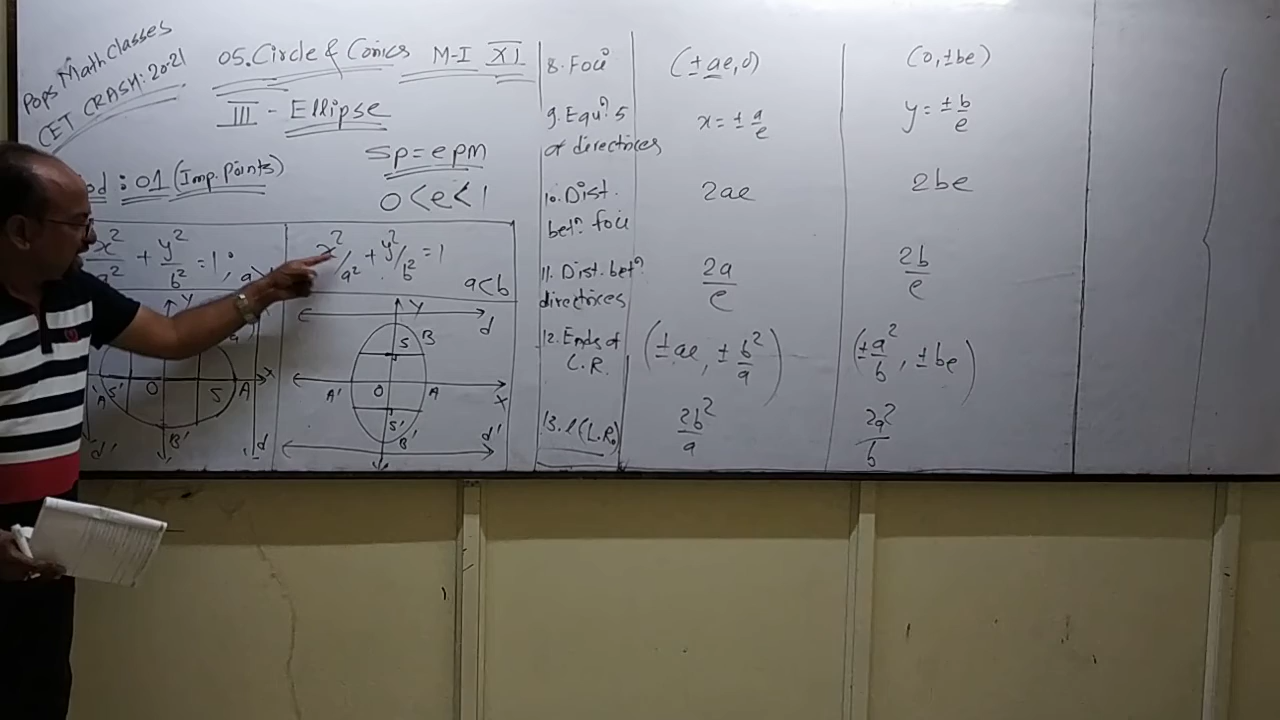 Pops Math Classes
CET CRASH: 2021
05. Circle & Conics M-I XI
III - Ellipse
SP = e PM
0 < e < 1
: 01 (Imp. Points)
x²/a² + y²/b² = 1 ;
x²/a² + y²/b² = 1
a < b
Y
X
A' S' O S A
B'
d' d
Y
d
S B
A' O A
X
S'
B'
d'
8. Foci (± ae, 0) (0, ± be)
9. Equⁿ. s x = ± a/e y = ± b/e
of directrices
10. Dist. 2ae 2be
betⁿ. foci
11. Dist. betⁿ. 2a/e 2b/e
directrices
12. Ends of (± ae, ± b²/a) (± a²/b, ± be)
L.R.
13. l(L.R.) 2b²/a 2a²/b